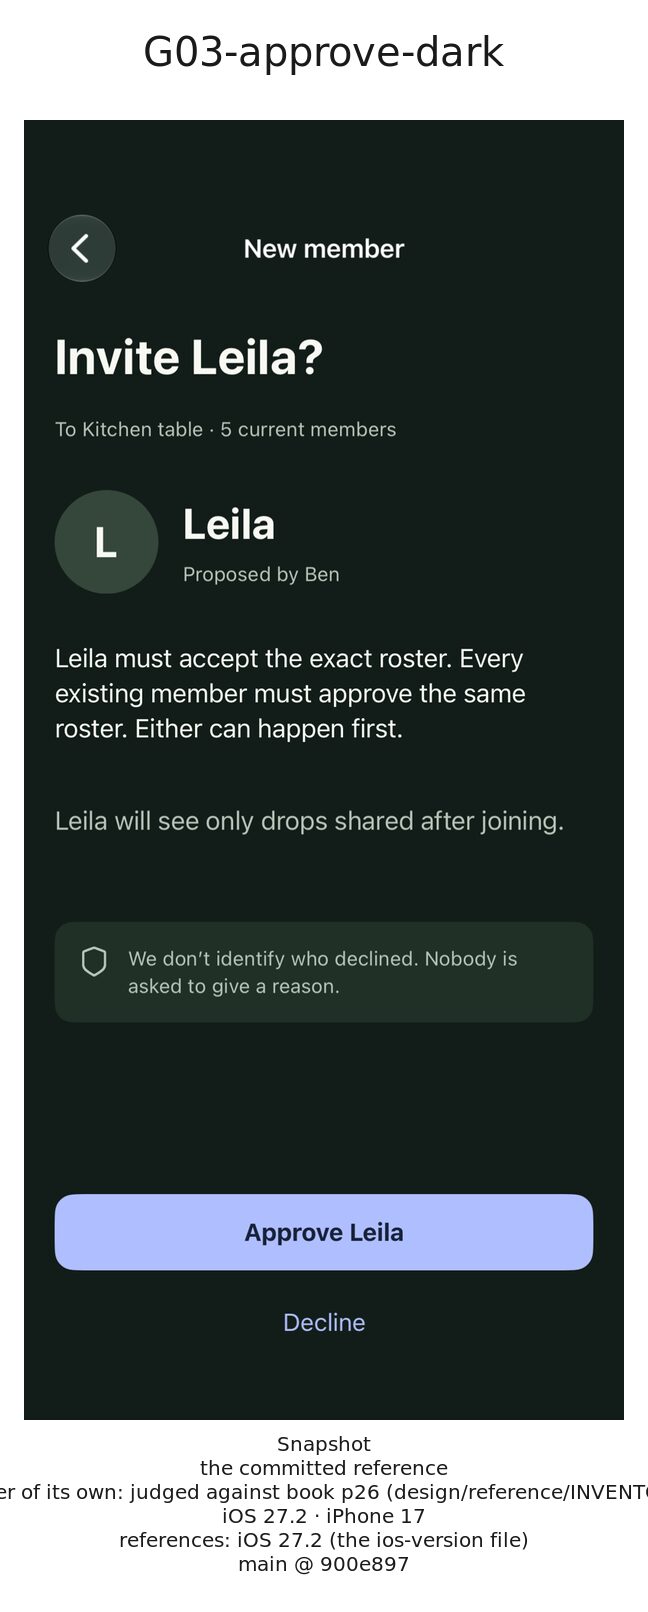 G03-approve-dark
New member
Invite Leila?
To Kitchen table · 5 current members
L
Leila
Proposed by Ben
Leila must accept the exact roster. Every
existing member must approve the same
roster. Either can happen first.
Leila will see only drops shared after joining.
We don’t identify who declined. Nobody is
asked to give a reason.
Approve Leila
Decline
Snapshot
the committed reference
of its own: judged against book p26
iOS 27.2 · iPhone 17
references: iOS 27.2 (the ios-version file)
main @ 900e897